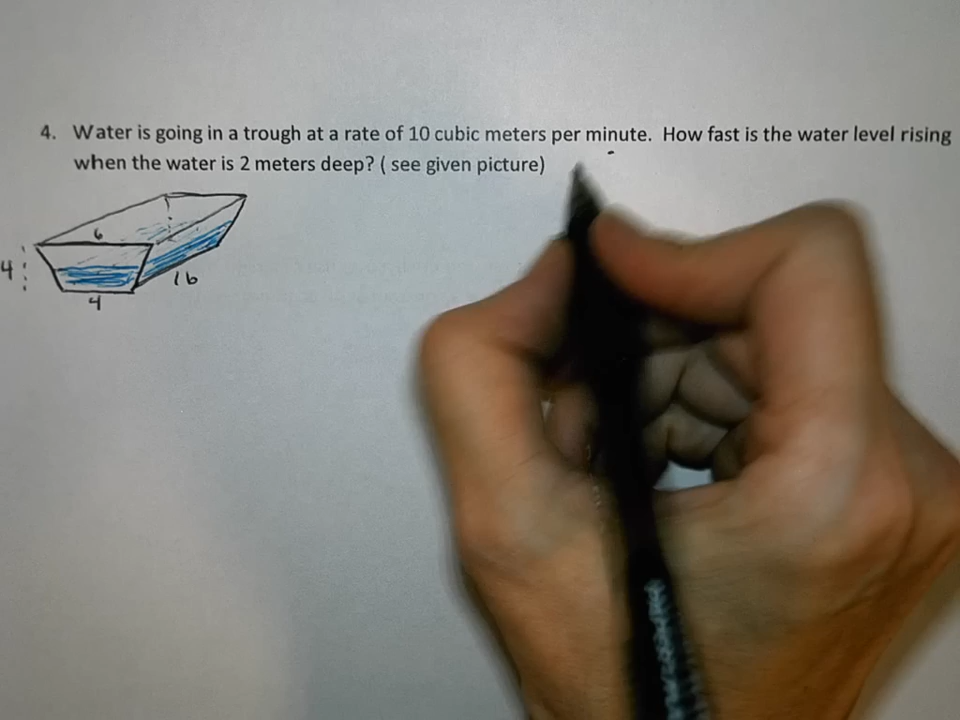 4. Water is going in a trough at a rate of 10 cubic meters per minute. How fast is the water level rising
when the water is 2 meters deep? ( see given picture)
6
4
16
4